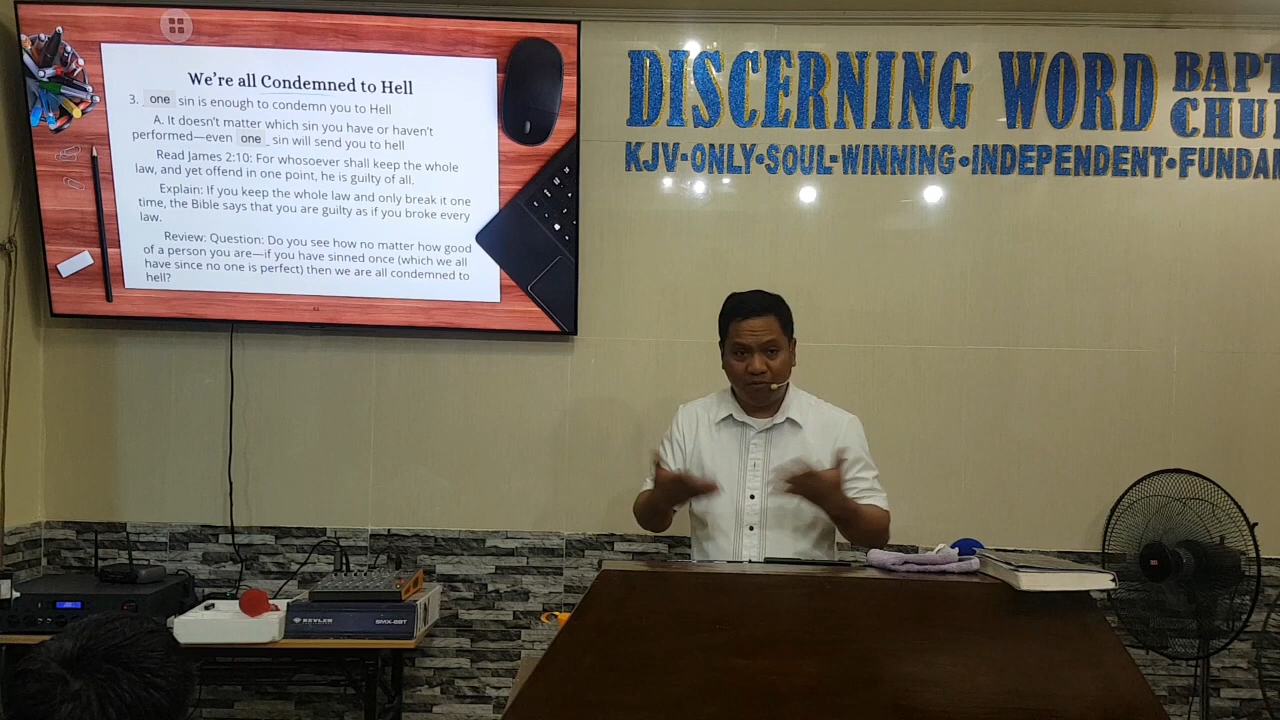 We're all Condemned to Hell
3. one sin is enough to condemn you to Hell
A. It doesn't matter which sin you have or haven't
performed—even one sin will send you to hell
Read James 2:10: For whosoever shall keep the whole
law, and yet offend in one point, he is guilty of all.
Explain: If you keep the whole law and only break it one
time, the Bible says that you are guilty as if you broke every
law.
Review: Question: Do you see how no matter how good
of a person you are—if you have sinned once (which we all
have since no one is perfect) then we are all condemned to
hell?
DISCERNING WORD BAPT
CHU
KJV-ONLY•SOUL-WINNING•INDEPENDENT•FUNDAN
KEVLER SMX-8BT